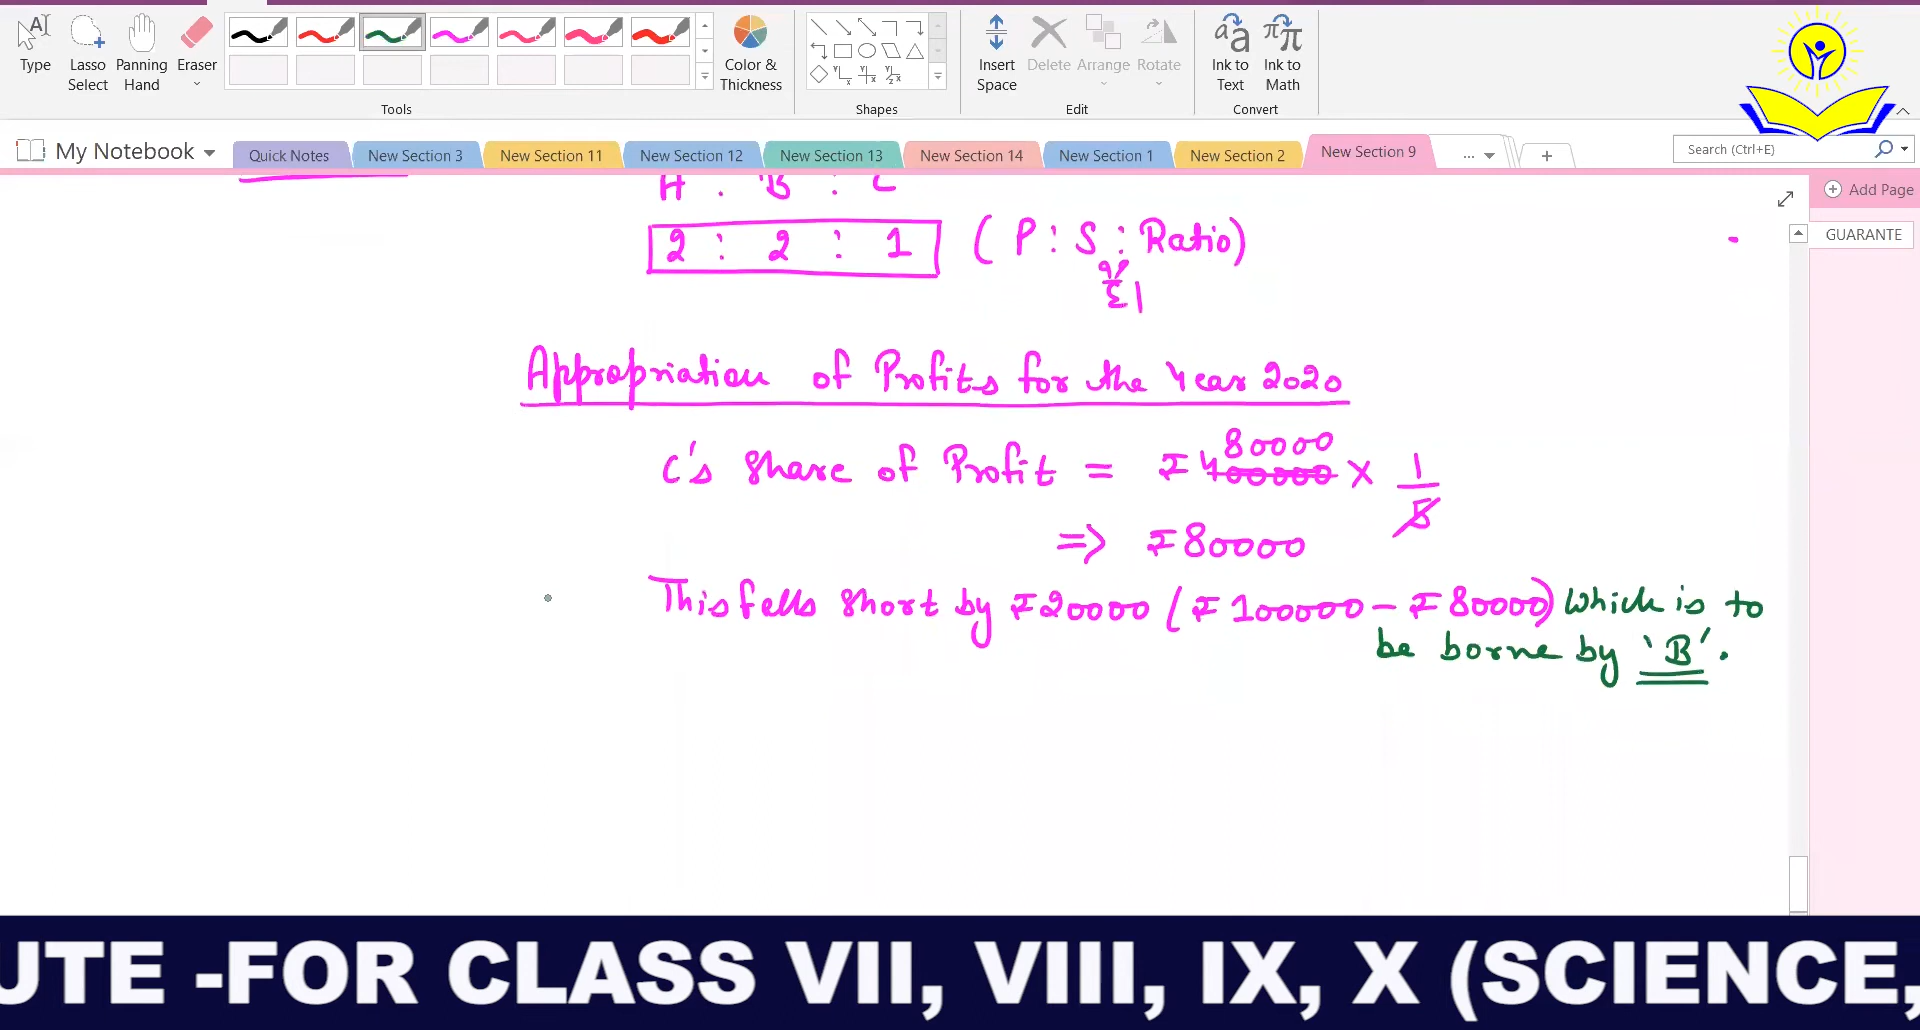 Type
Lasso Select
Panning Hand
Eraser
Color & Thickness
Insert Space
Delete
Arrange
Rotate
Ink to Text
Ink to Math
Tools
Shapes
Edit
Convert
My Notebook
Quick Notes
New Section 3
New Section 11
New Section 12
New Section 13
New Section 14
New Section 1
New Section 2
New Section 9
...
Search (Ctrl+E)
Add Page
GUARANTE
A : B : C
2 : 2 : 1 (P : S : Ratio)
Appropriation of Profits for the Year 2020
80000
C's Share of Profit = ₹400000 × 1/5
=> ₹80000
This fells short by ₹20000 (₹100000 - ₹80000) which is to
be borne by 'B'.
UTE -FOR CLASS VII, VIII, IX, X (SCIENCE,